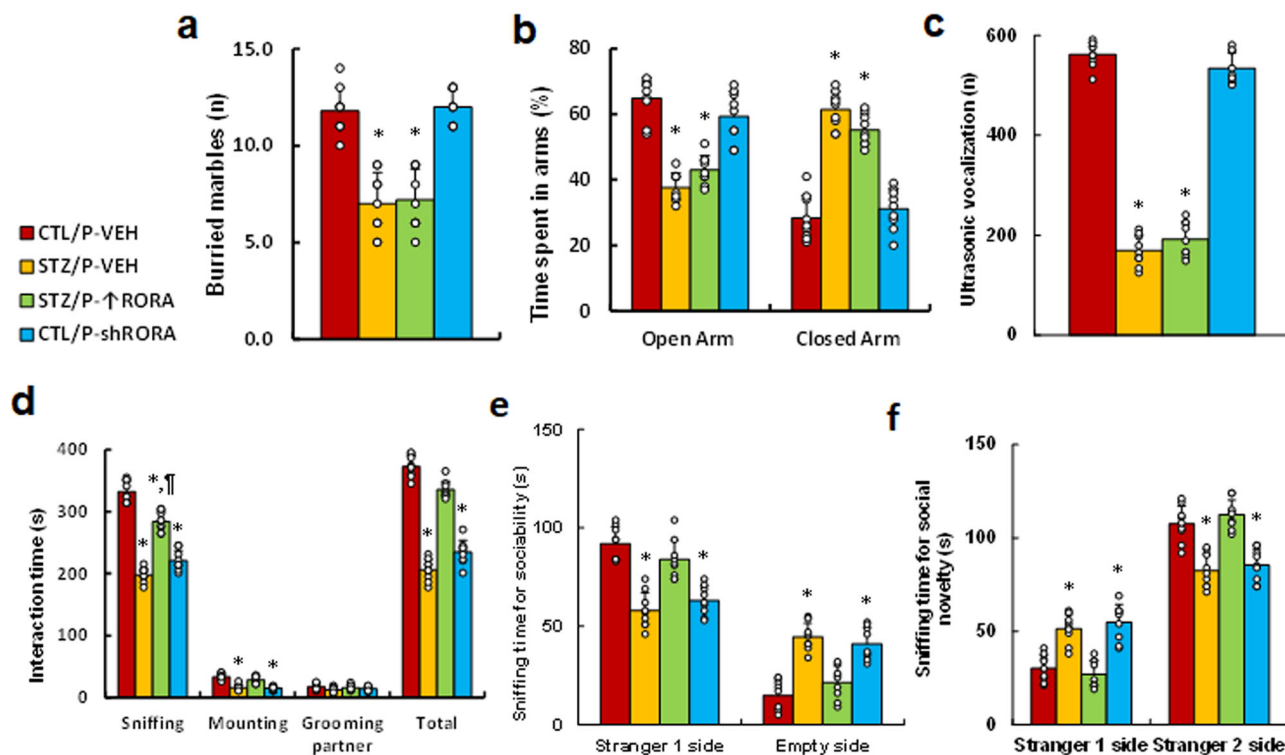 a
b
c
15.0
10.0
5.0
0.0
Burried marbles (n)
*
*
80
60
40
20
0
Time spent in arms (%)
*
*
*
*
Open Arm
Closed Arm
600
400
200
0
Ultrasonic vocalization (n)
*
*
CTL/P-VEH
STZ/P-VEH
STZ/P-↑RORA
CTL/P-shRORA
d
e
f
400
300
200
100
0
Interaction time (s)
*
*,¶
*
*
*
*
*
Sniffing
Mounting
Grooming
partner
Total
150
100
50
0
Sniffing time for sociability (s)
*
*
*
*
Stranger 1 side
Empty side
150
100
50
0
Sniffing time for social
novelty (s)
*
*
*
*
Stranger 1 side
Stranger 2 side